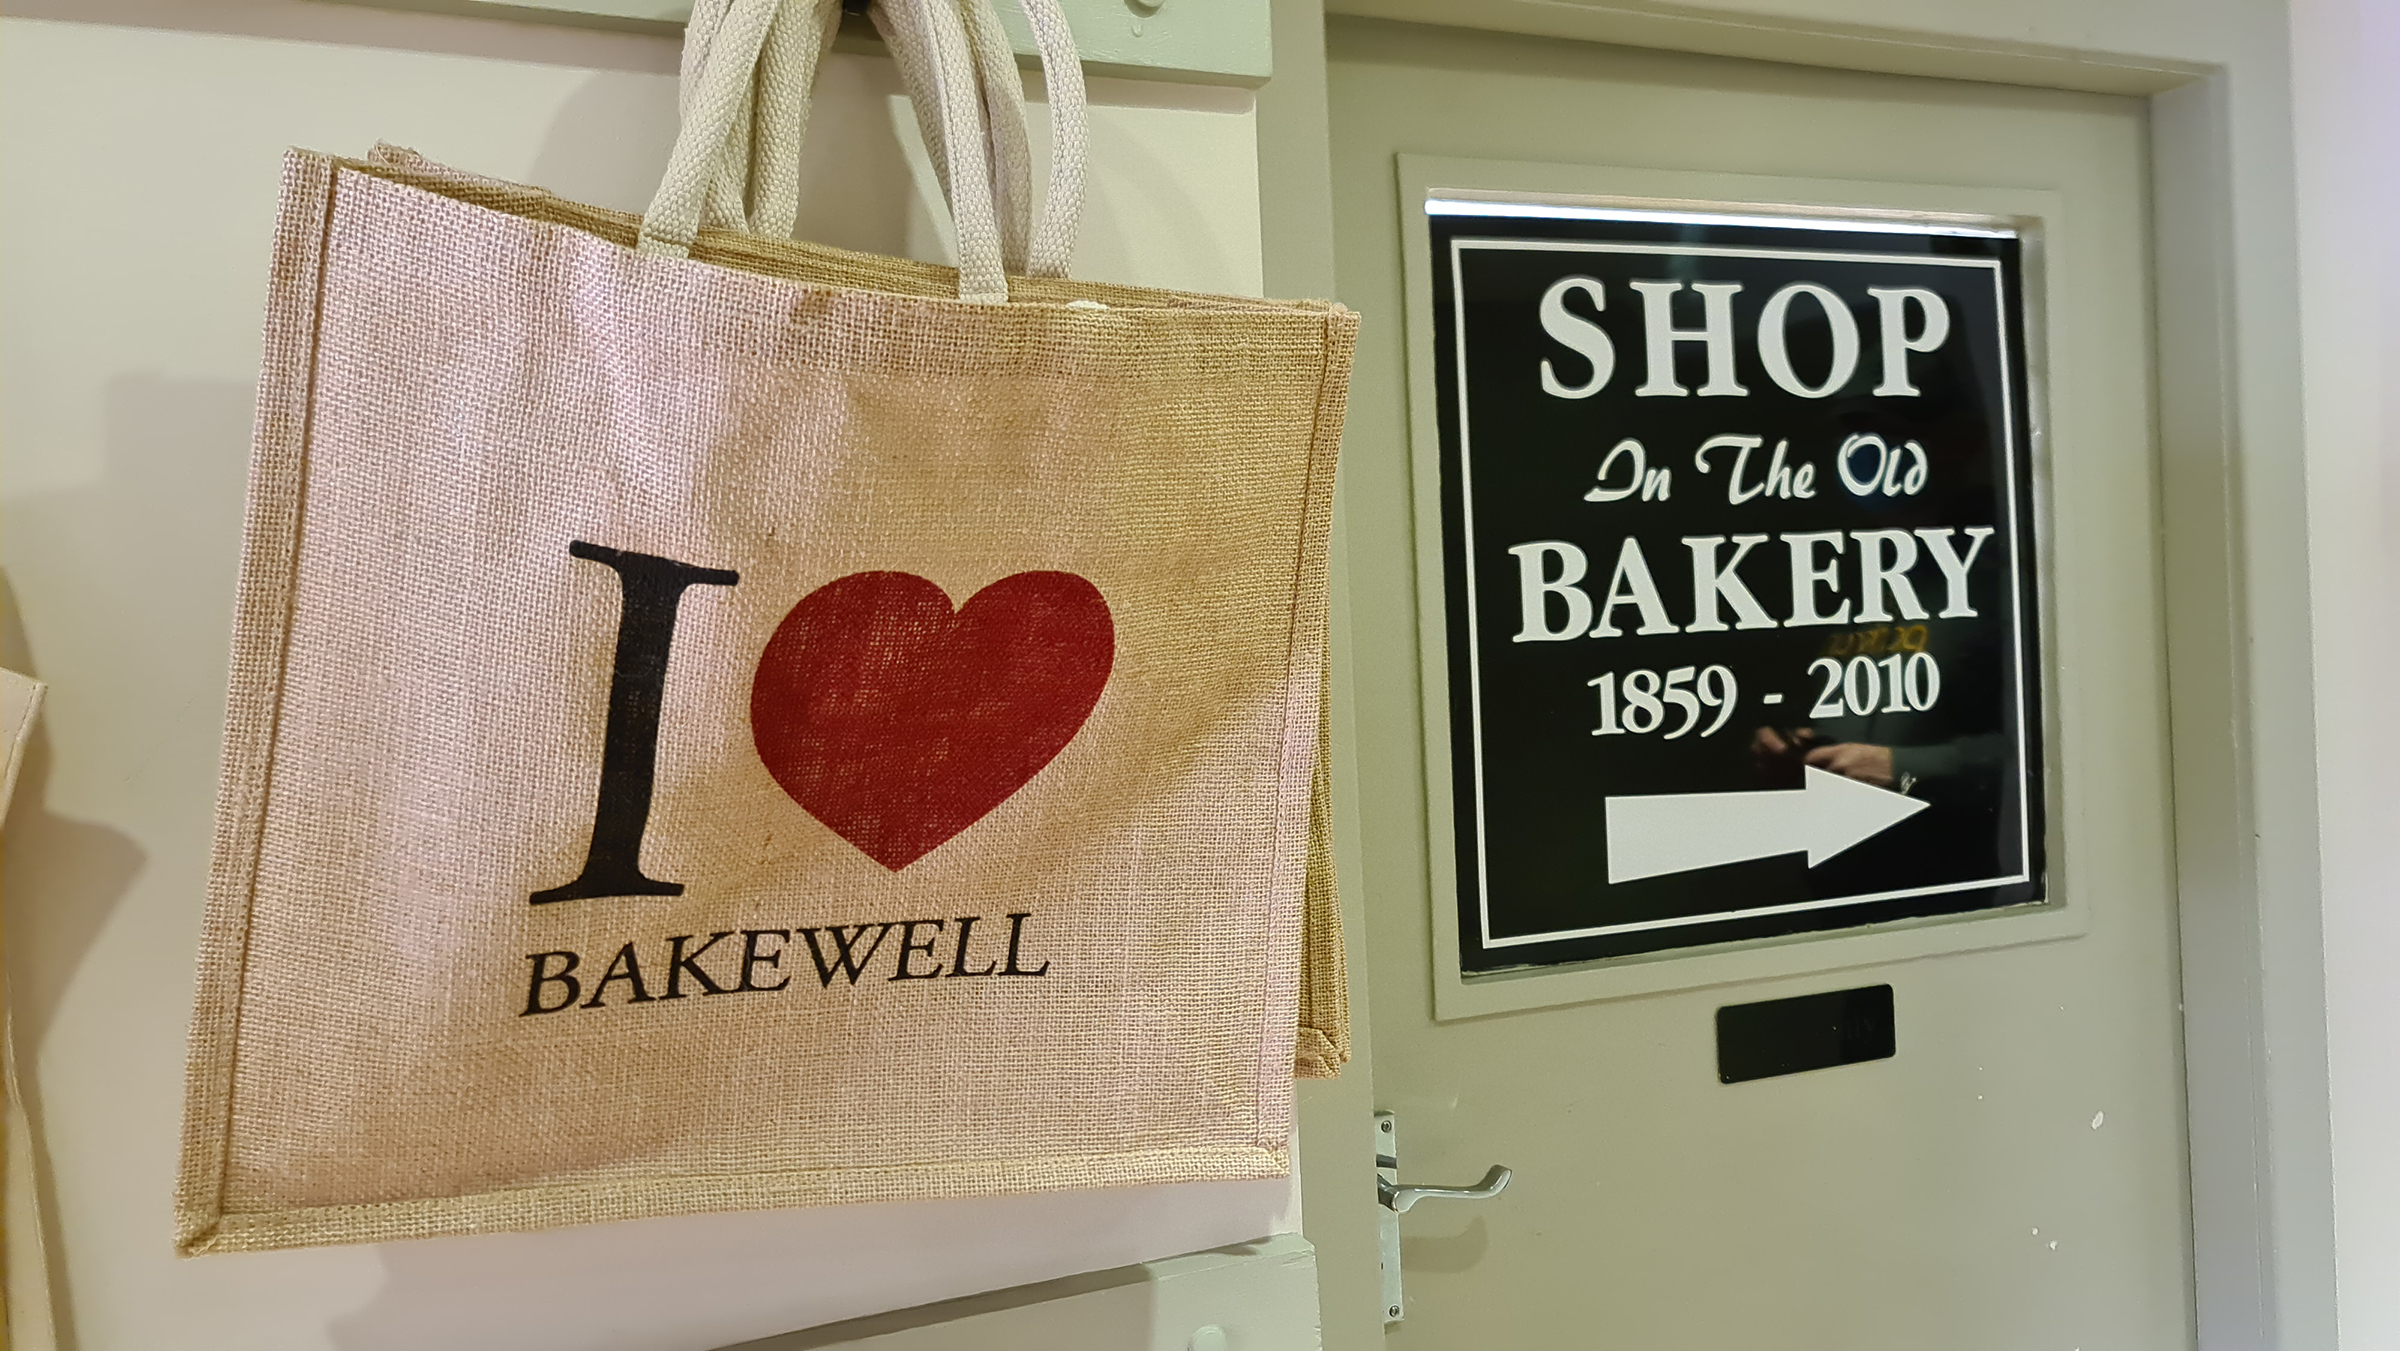 I ❤
BAKEWELL
SHOP
In The Old
BAKERY
1859 - 2010